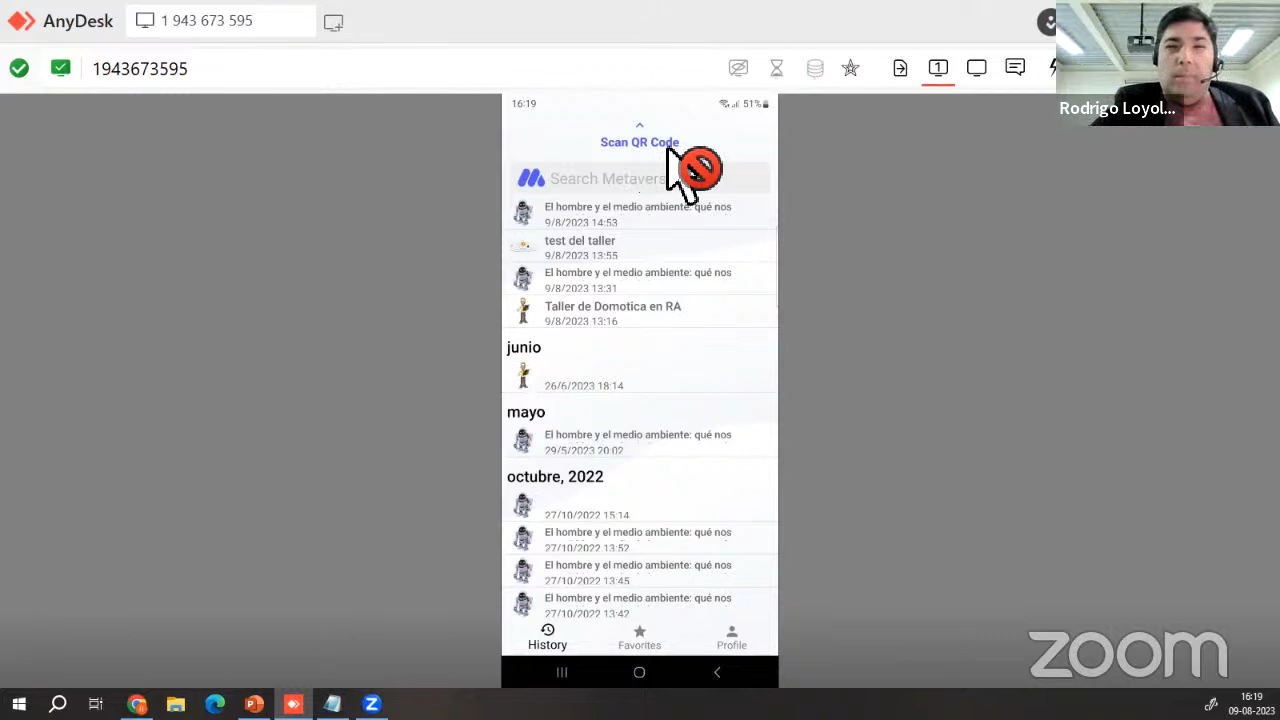 AnyDesk
1 943 673 595
1943673595
1
Rodrigo Loyol...
16:19
51%
Scan QR Code
Search Metavers
El hombre y el medio ambiente: qué nos
9/8/2023 14:53
test del taller
9/8/2023 13:55
El hombre y el medio ambiente: qué nos
9/8/2023 13:31
Taller de Domotica en RA
9/8/2023 13:16
junio
26/6/2023 18:14
mayo
El hombre y el medio ambiente: qué nos
29/5/2023 20:02
octubre, 2022
27/10/2022 15:14
El hombre y el medio ambiente: qué nos
27/10/2022 13:52
El hombre y el medio ambiente: qué nos
27/10/2022 13:45
El hombre y el medio ambiente: qué nos
27/10/2022 13:42
History
Favorites
Profile
zoom
16:19
09-08-2023